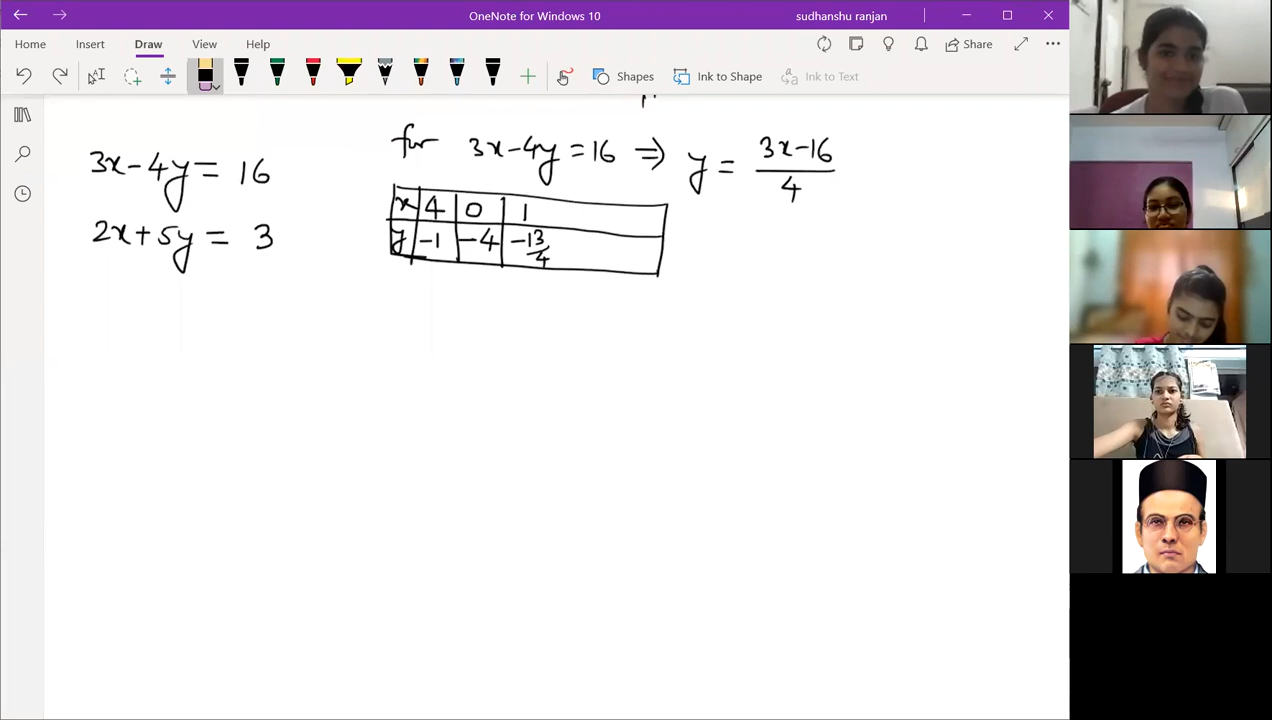 OneNote for Windows 10
sudhanshu ranjan
Home Insert Draw View Help
Share
Shapes Ink to Shape Ink to Text
3x-4y = 16
2x+5y = 3
for 3x-4y=16 ⇒ y = (3x-16)/4
x 4 0 1
y -1 -4 -13/4